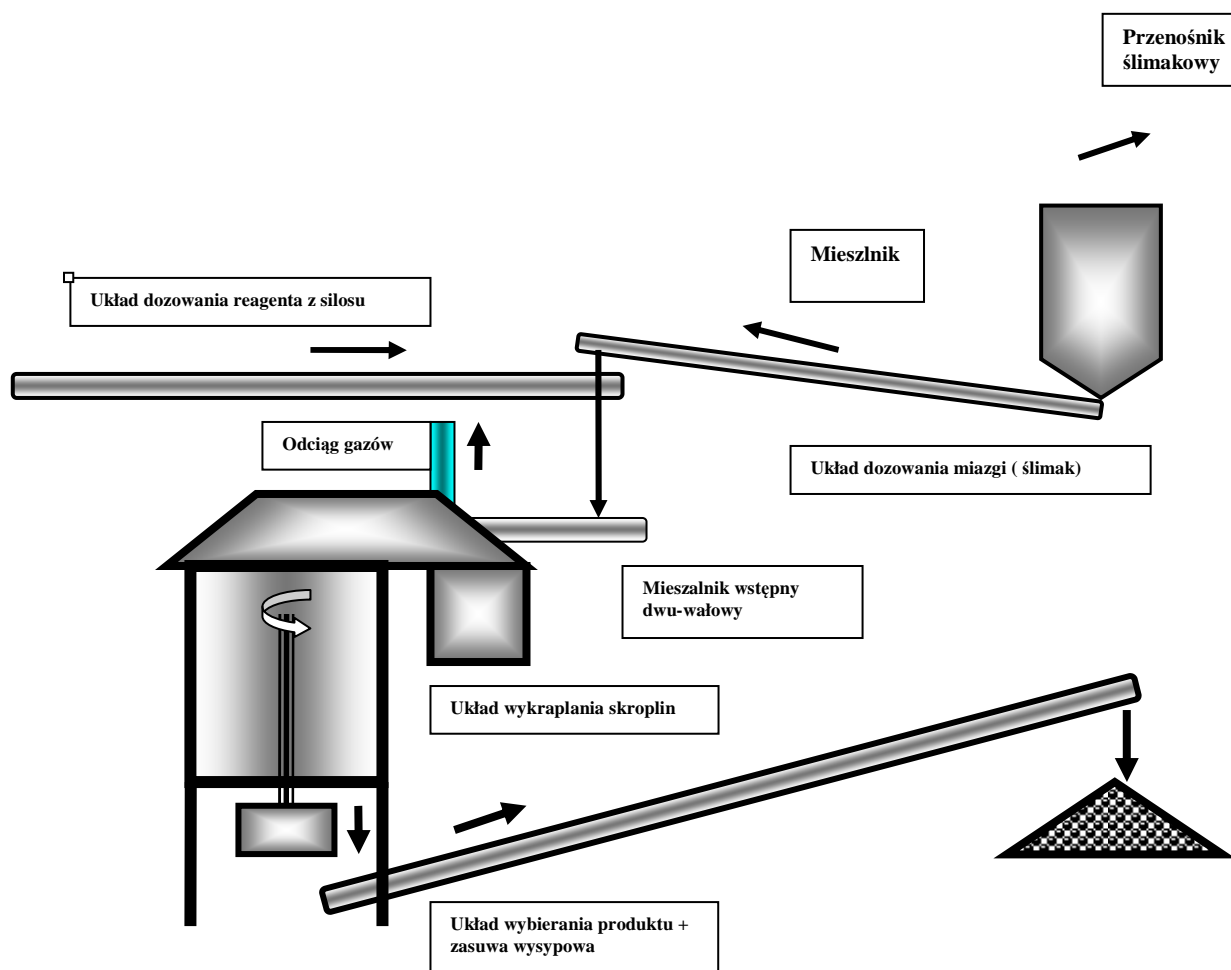 Przenośnik
ślimakowy
Mieszlnik
Układ dozowania reagenta z silosu
Odciąg gazów
Układ dozowania miazgi ( ślimak)
Mieszalnik wstępny
dwu-wałowy
Układ wykraplania skroplin
Układ wybierania produktu +
zasuwa wysypowa